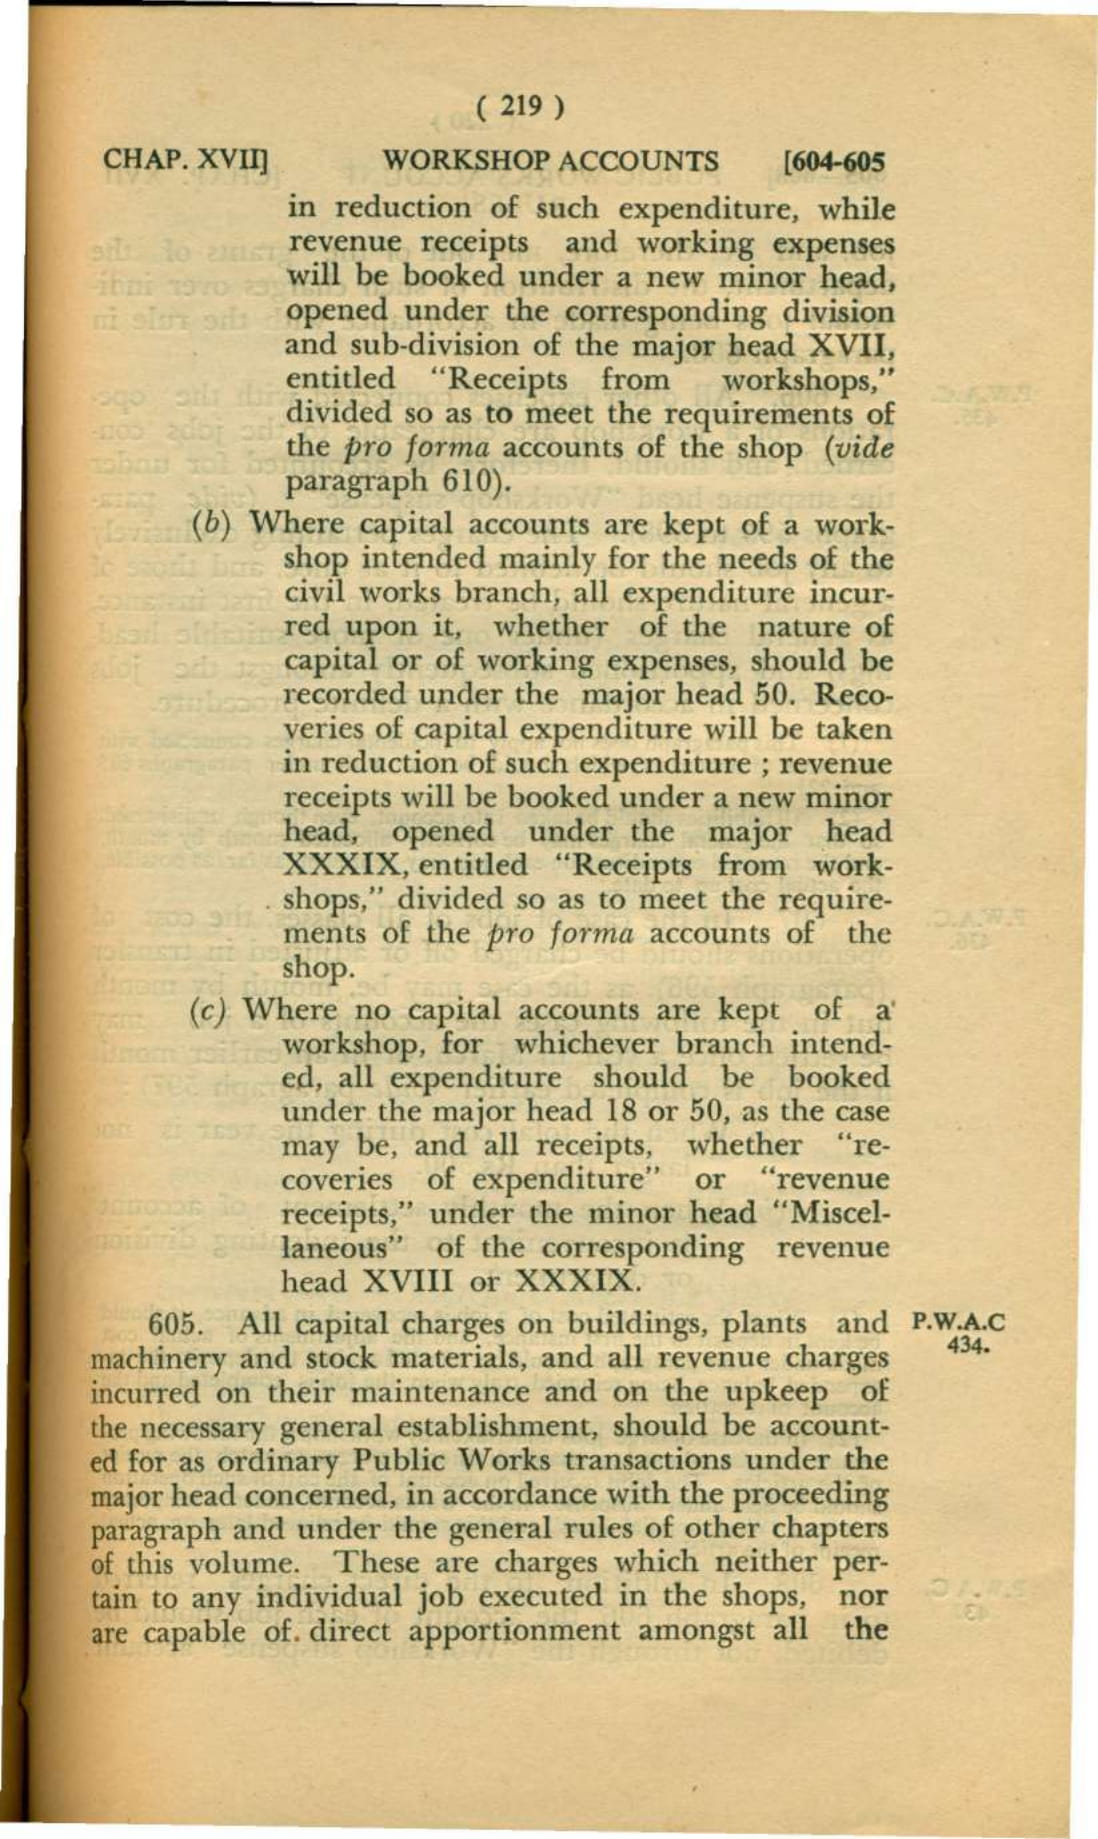 ( 219 )
CHAP. XVII] WORKSHOP ACCOUNTS [604-605
in reduction of such expenditure, while
revenue receipts and working expenses
will be booked under a new minor head,
opened under the corresponding division
and sub-division of the major head XVII,
entitled "Receipts from workshops,"
divided so as to meet the requirements of
the pro forma accounts of the shop (vide
paragraph 610).
(b) Where capital accounts are kept of a work-
shop intended mainly for the needs of the
civil works branch, all expenditure incur-
red upon it, whether of the nature of
capital or of working expenses, should be
recorded under the major head 50. Reco-
veries of capital expenditure will be taken
in reduction of such expenditure ; revenue
receipts will be booked under a new minor
head, opened under the major head
XXXIX, entitled "Receipts from work-
shops," divided so as to meet the require-
ments of the pro forma accounts of the
shop.
(c) Where no capital accounts are kept of a
workshop, for whichever branch intend-
ed, all expenditure should be booked
under the major head 18 or 50, as the case
may be, and all receipts, whether "re-
coveries of expenditure" or "revenue
receipts," under the minor head "Miscel-
laneous" of the corresponding revenue
head XVIII or XXXIX.
605. All capital charges on buildings, plants and P.W.A.C
434.
machinery and stock materials, and all revenue charges
incurred on their maintenance and on the upkeep of
the necessary general establishment, should be account-
ed for as ordinary Public Works transactions under the
major head concerned, in accordance with the proceeding
paragraph and under the general rules of other chapters
of this volume. These are charges which neither per-
tain to any individual job executed in the shops, nor
are capable of. direct apportionment amongst all the